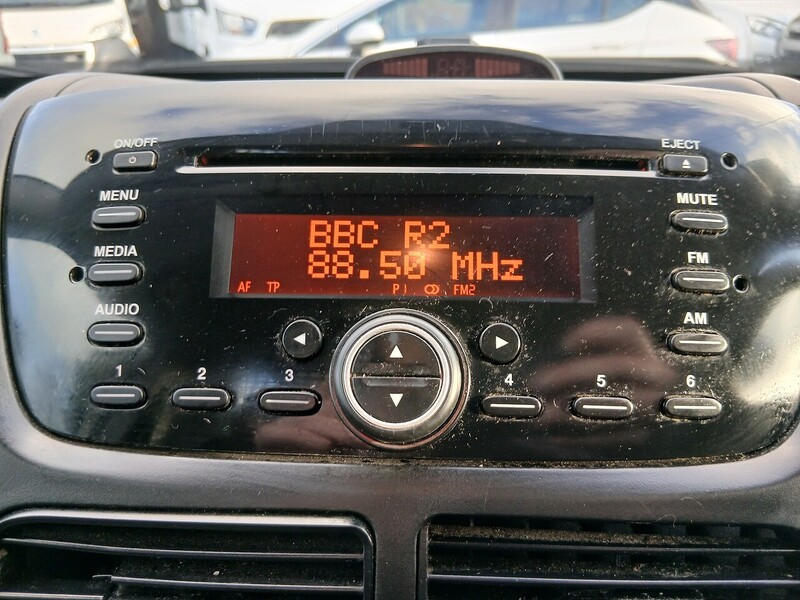 ON/OFF
EJECT
MENU
MUTE
BBC R2
MEDIA
FM
88.50 MHz
AF TP P1 FM2
AUDIO
AM
1 2 3 4 5 6